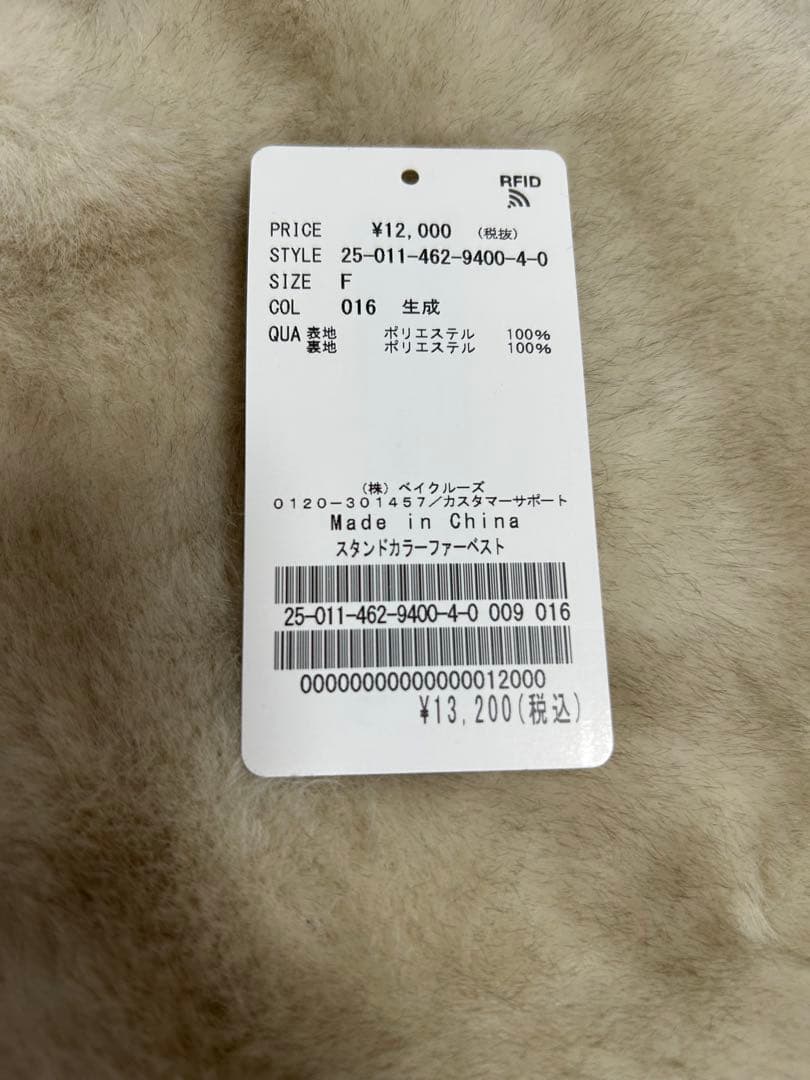 RFID
PRICE ¥12,000 (税抜)
STYLE 25-011-462-9400-4-0
SIZE F
COL 016 生成
QUA 表地 ポリエステル 100%
裏地 ポリエステル 100%
(株)ベイクルーズ
0120-301457/カスタマーサポート
Made in China
スタンドカラーファーベスト
25-011-462-9400-4-0 009 016
00000000000000012000
¥13,200(税込)